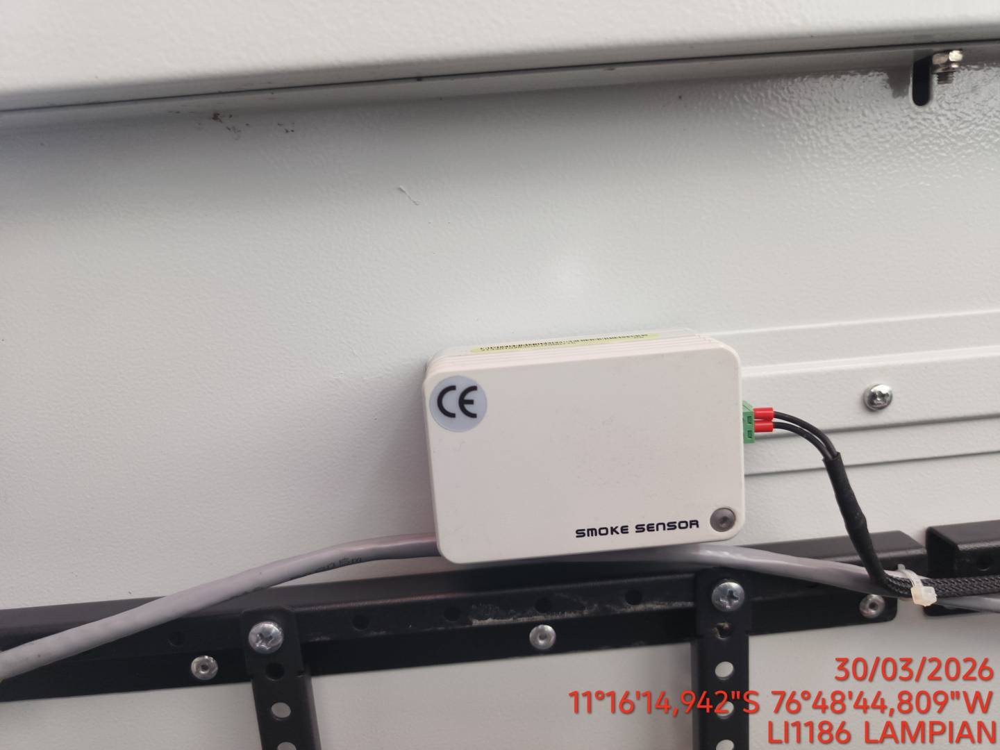 CE
SMOKE SENSOR
30/03/2026
11°16'14,942"S 76°48'44,809"W
LI1186 LAMPIAN